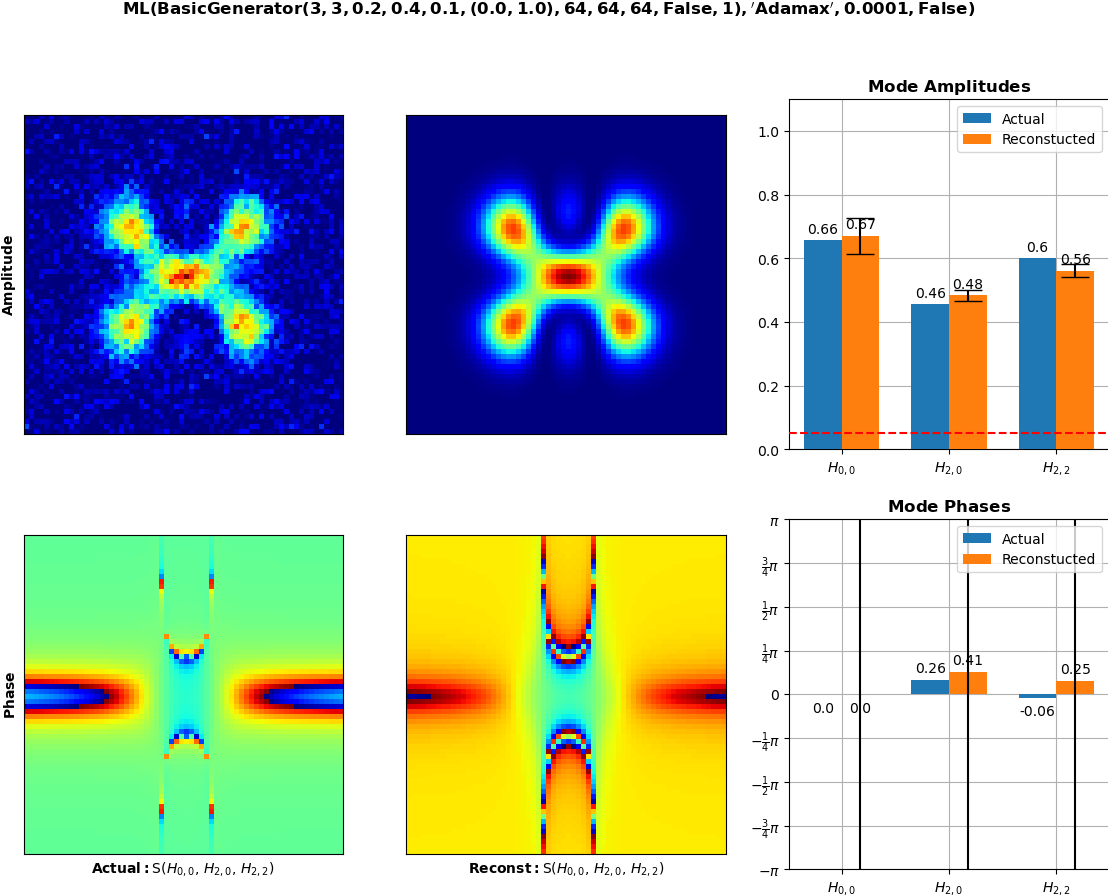 ML(BasicGenerator(3, 3, 0.2, 0.4, 0.1, (0.0, 1.0), 64, 64, 64, False, 1), 'Adamax', 0.0001, False)
Amplitude
Mode Amplitudes
Actual
Reconstucted
1.0
0.8
0.6
0.4
0.2
0.0
0.66
0.67
0.46
0.48
0.6
0.56
H0,0
H2,0
H2,2
Phase
Actual: S(H0,0, H2,0, H2,2)
Reconst: S(H0,0, H2,0, H2,2)
Mode Phases
Actual
Reconstucted
π
3/4π
1/2π
1/4π
0
−1/4π
−1/2π
−3/4π
−π
0.0
0.0
0.26
0.41
-0.06
0.25
H0,0
H2,0
H2,2